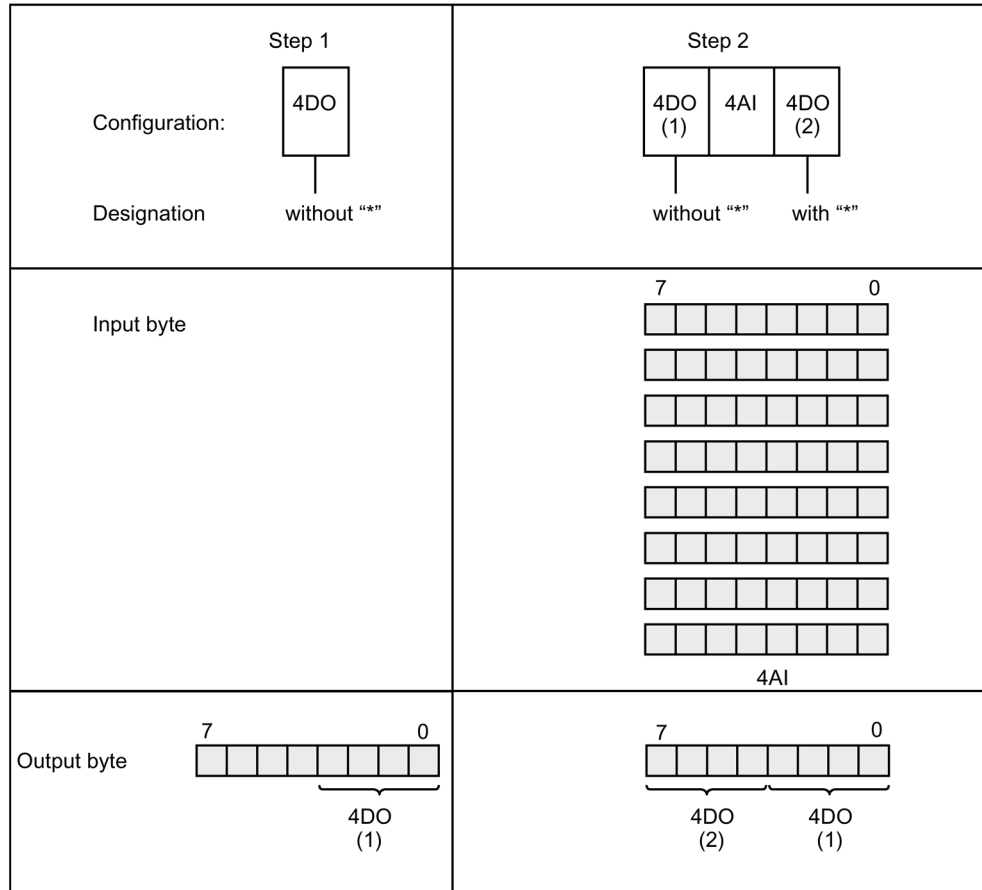 Step 1
Step 2
4DO
4DO
(1)
4AI
4DO
(2)
Configuration:
Designation
without “*”
without “*”
with “*”
Input byte
7 0
4AI
Output byte
7 0
4DO
(1)
7 0
4DO
(2)
4DO
(1)